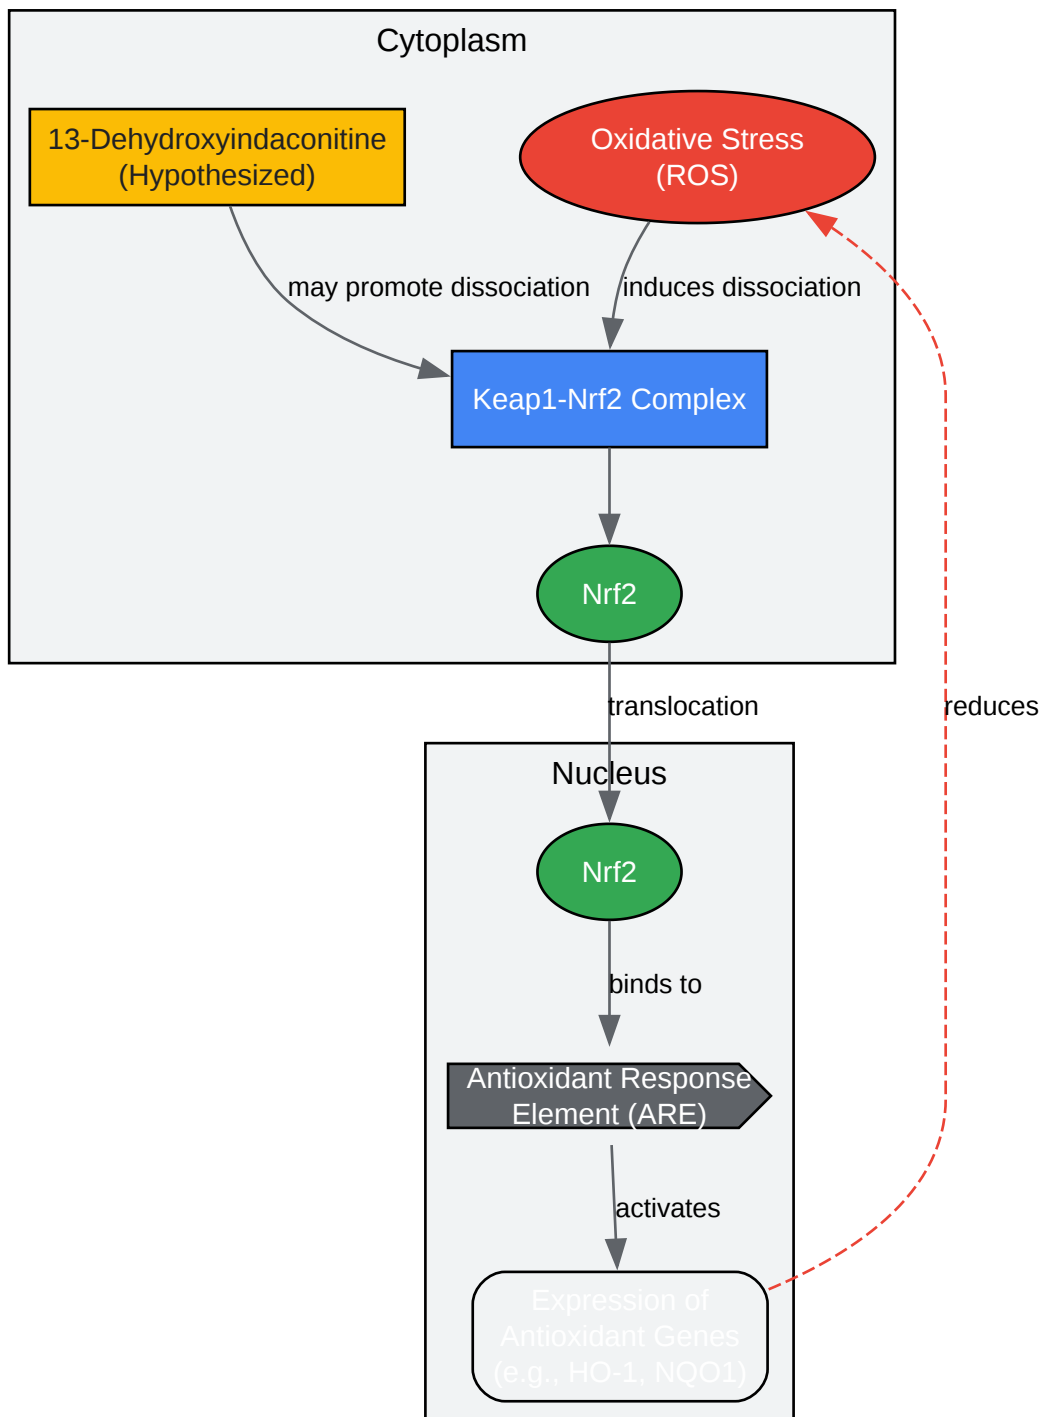 Cytoplasm
13-Dehydroxyindaconitine
(Hypothesized)
Oxidative Stress
(ROS)
may promote dissociation
induces dissociation
Keap1-Nrf2 Complex
Nrf2
translocation
reduces
Nucleus
Nrf2
binds to
Antioxidant Response
Element (ARE)
activates
Expression of
Antioxidant Genes
(e.g., HO-1, NQO1)